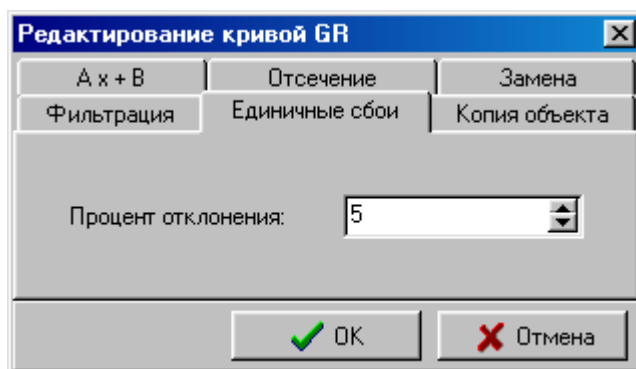 Редактирование кривой GR
A x + B Отсечение Замена
Фильтрация Единичные сбои Копия объекта
Процент отклонения: 5
OK Отмена